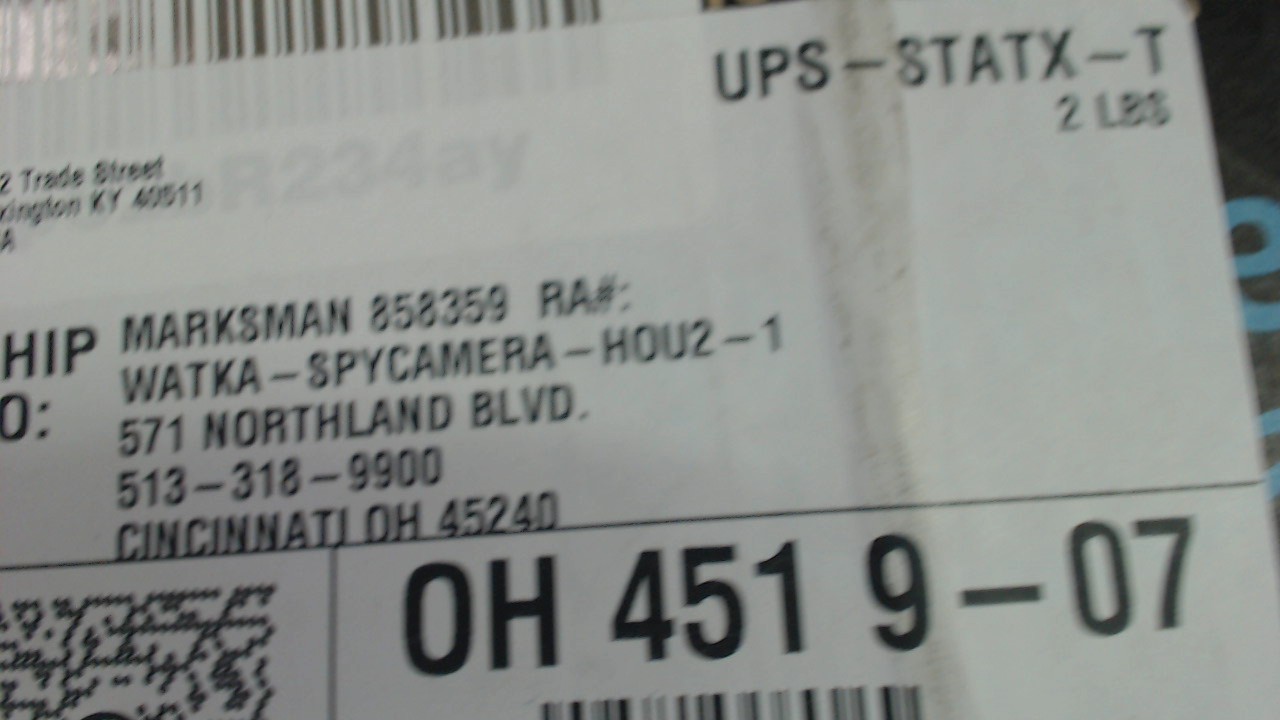 UPS-STATX-T
2 LBS
R234ay
2 Trade Street
xington KY 40511
A
HIP
O:
MARKSMAN 858359 RA#:
WATKA-SPYCAMERA-HOU2-1
571 NORTHLAND BLVD.
513-318-9900
CINCINNATI OH 45240
OH 451 9-07
e